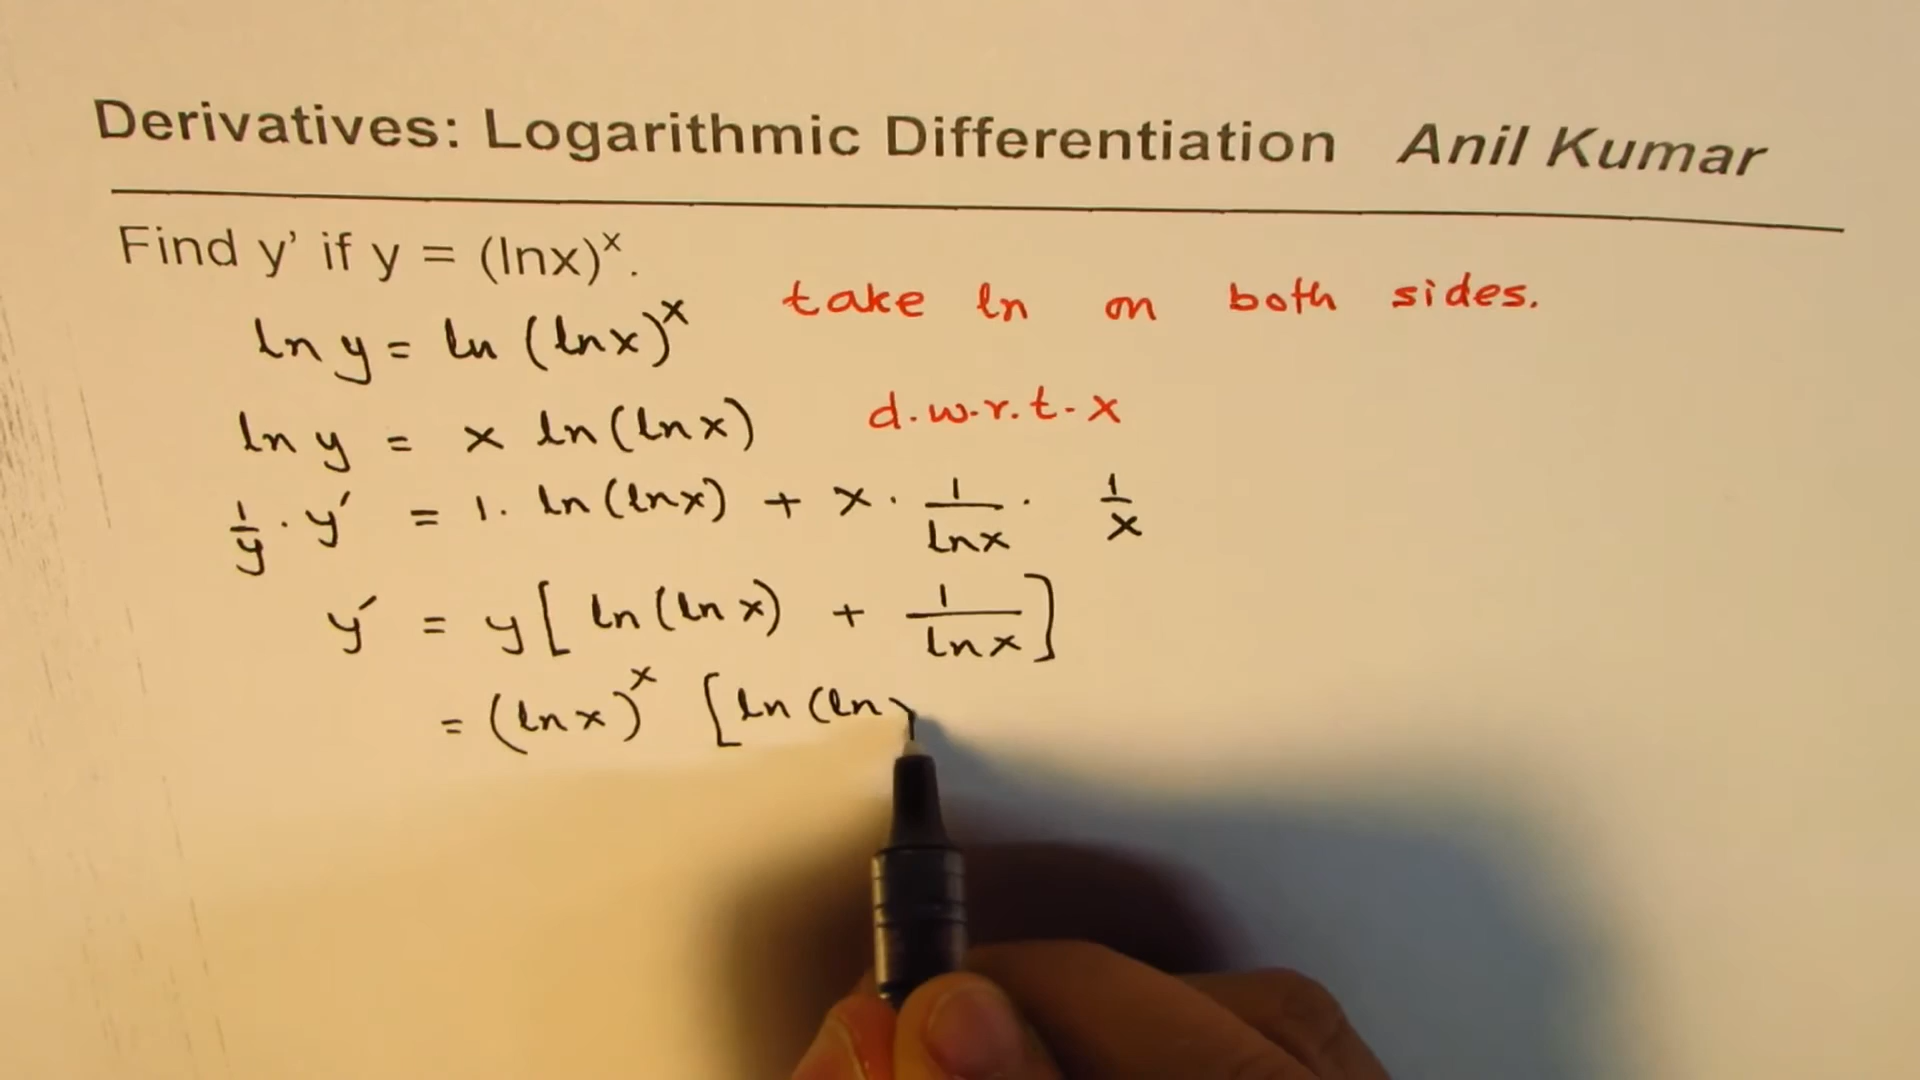 Derivatives: Logarithmic Differentiation Anil Kumar
Find y' if y = (lnx)ˣ.
ln y = ln (lnx)ˣ take ln on both sides.
ln y = x ln(lnx) d.w.r.t.x
1/y · y' = 1. ln(lnx) + x · 1/lnx · 1/x
y' = y[ ln(ln x) + 1/lnx ]
= (lnx)ˣ [ln (ln